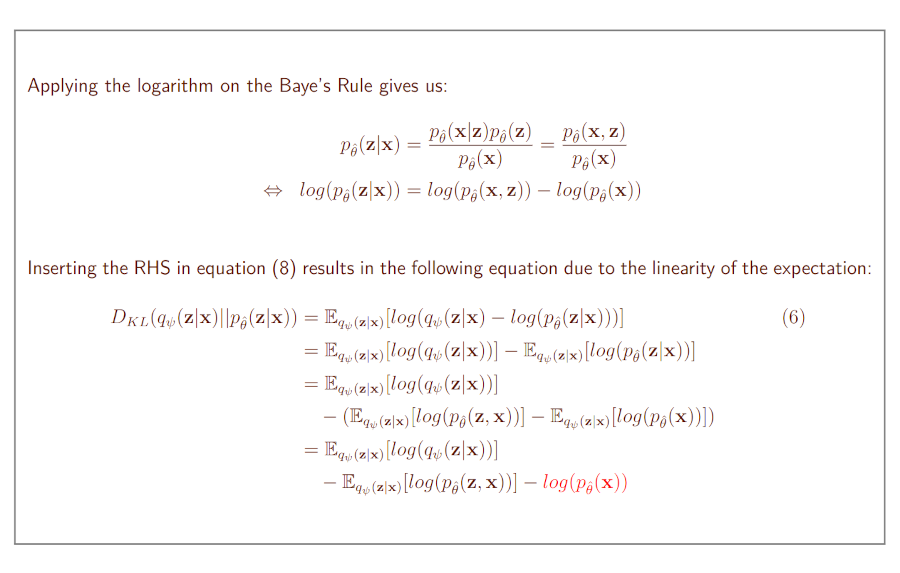 Applying the logarithm on the Baye's Rule gives us:
$p_{\hat{\theta}}(\mathbf{z}|\mathbf{x}) = \frac{p_{\hat{\theta}}(\mathbf{x}|\mathbf{z})p_{\hat{\theta}}(\mathbf{z})}{p_{\hat{\theta}}(\mathbf{x})} = \frac{p_{\hat{\theta}}(\mathbf{x},\mathbf{z})}{p_{\hat{\theta}}(\mathbf{x})}$
$\Leftrightarrow \; log(p_{\hat{\theta}}(\mathbf{z}|\mathbf{x})) = log(p_{\hat{\theta}}(\mathbf{x},\mathbf{z})) - log(p_{\hat{\theta}}(\mathbf{x}))$
Inserting the RHS in equation (8) results in the following equation due to the linearity of the expectation:
$D_{KL}(q_{\psi}(\mathbf{z}|\mathbf{x})||p_{\hat{\theta}}(\mathbf{z}|\mathbf{x})) = \mathbb{E}_{q_{\psi}(\mathbf{z}|\mathbf{x})}[log(q_{\psi}(\mathbf{z}|\mathbf{x}) - log(p_{\hat{\theta}}(\mathbf{z}|\mathbf{x})))]$ (6)
$= \mathbb{E}_{q_{\psi}(\mathbf{z}|\mathbf{x})}[log(q_{\psi}(\mathbf{z}|\mathbf{x}))] - \mathbb{E}_{q_{\psi}(\mathbf{z}|\mathbf{x})}[log(p_{\hat{\theta}}(\mathbf{z}|\mathbf{x}))]$
$= \mathbb{E}_{q_{\psi}(\mathbf{z}|\mathbf{x})}[log(q_{\psi}(\mathbf{z}|\mathbf{x}))]$
$- (\mathbb{E}_{q_{\psi}(\mathbf{z}|\mathbf{x})}[log(p_{\hat{\theta}}(\mathbf{z},\mathbf{x}))] - \mathbb{E}_{q_{\psi}(\mathbf{z}|\mathbf{x})}[log(p_{\hat{\theta}}(\mathbf{x}))])$
$= \mathbb{E}_{q_{\psi}(\mathbf{z}|\mathbf{x})}[log(q_{\psi}(\mathbf{z}|\mathbf{x}))]$
$- \mathbb{E}_{q_{\psi}(\mathbf{z}|\mathbf{x})}[log(p_{\hat{\theta}}(\mathbf{z},\mathbf{x}))] - log(p_{\hat{\theta}}(\mathbf{x}))$